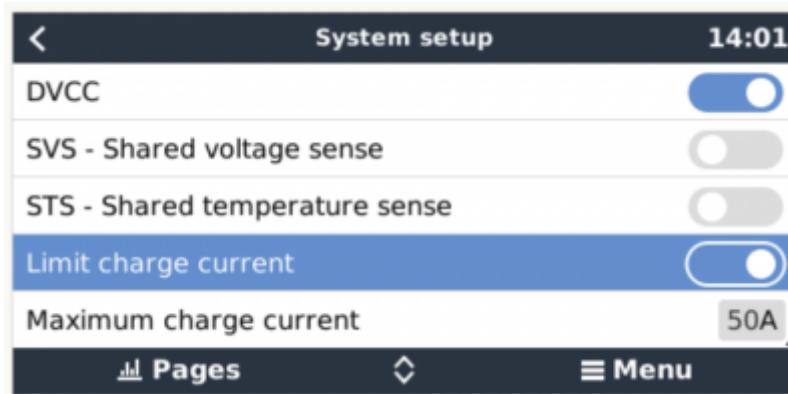 System setup 14:01
DVCC
SVS - Shared voltage sense
STS - Shared temperature sense
Limit charge current
Maximum charge current 50A
Pages Menu